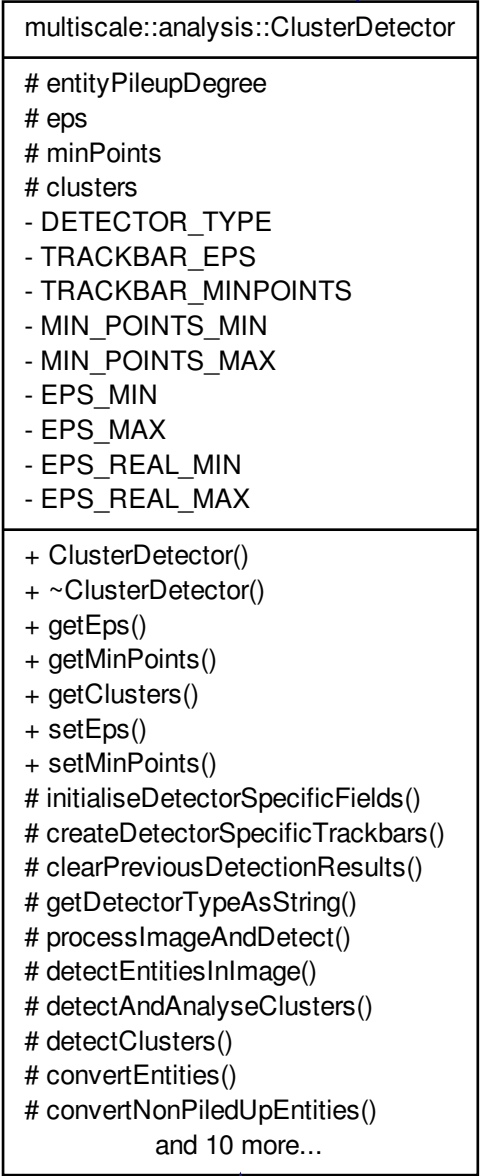 multiscale::analysis::ClusterDetector
# entityPileupDegree
# eps
# minPoints
# clusters
- DETECTOR_TYPE
- TRACKBAR_EPS
- TRACKBAR_MINPOINTS
- MIN_POINTS_MIN
- MIN_POINTS_MAX
- EPS_MIN
- EPS_MAX
- EPS_REAL_MIN
- EPS_REAL_MAX
+ ClusterDetector()
+ ~ClusterDetector()
+ getEps()
+ getMinPoints()
+ getClusters()
+ setEps()
+ setMinPoints()
# initialiseDetectorSpecificFields()
# createDetectorSpecificTrackbars()
# clearPreviousDetectionResults()
# getDetectorTypeAsString()
# processImageAndDetect()
# detectEntitiesInImage()
# detectAndAnalyseClusters()
# detectClusters()
# convertEntities()
# convertNonPiledUpEntities()
and 10 more...